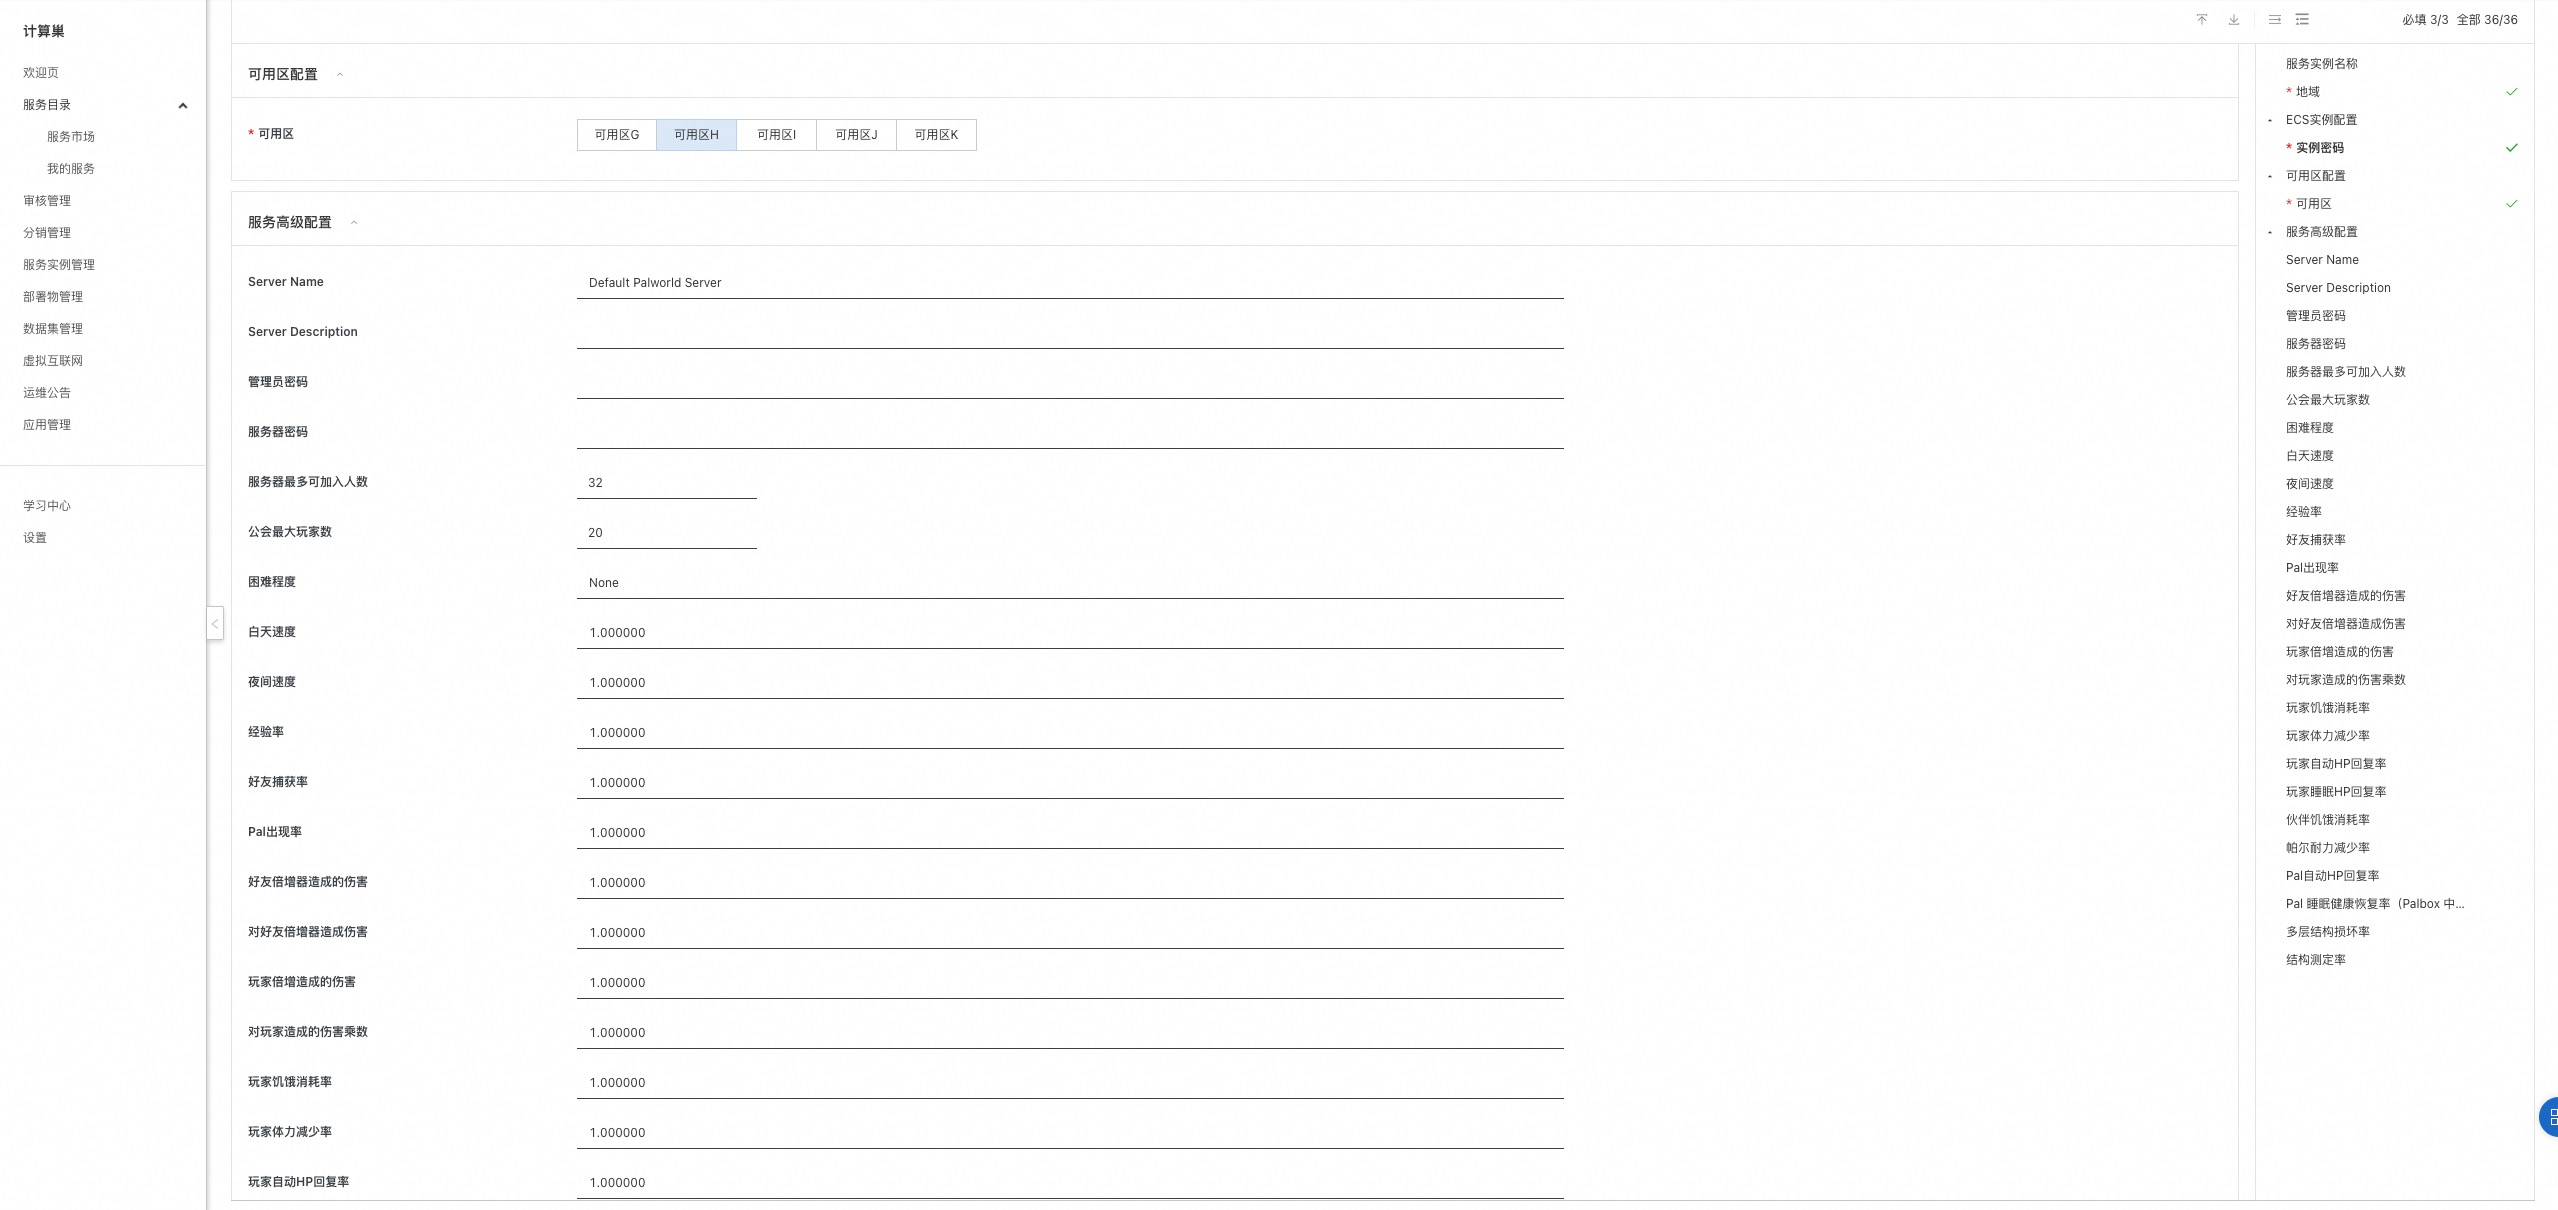 计算巢
欢迎页
服务目录
服务市场
我的服务
审核管理
分销管理
服务实例管理
部署物管理
数据集管理
虚拟互联网
运维公告
应用管理
学习中心
设置
必填 3/3 全部 36/36
可用区配置
* 可用区
可用区G 可用区H 可用区I 可用区J 可用区K
服务高级配置
Server Name Default Palworld Server
Server Description
管理员密码
服务器密码
服务器最多可加入人数 32
公会最大玩家数 20
困难程度 None
白天速度 1.000000
夜间速度 1.000000
经验率 1.000000
好友捕获率 1.000000
Pal出现率 1.000000
好友倍增器造成的伤害 1.000000
对好友倍增器造成伤害 1.000000
玩家倍增造成的伤害 1.000000
对玩家造成的伤害乘数 1.000000
玩家饥饿消耗率 1.000000
玩家体力减少率 1.000000
玩家自动HP回复率 1.000000
服务实例名称
* 地域
ECS实例配置
* 实例密码
可用区配置
* 可用区
服务高级配置
Server Name
Server Description
管理员密码
服务器密码
服务器最多可加入人数
公会最大玩家数
困难程度
白天速度
夜间速度
经验率
好友捕获率
Pal出现率
好友倍增器造成的伤害
对好友倍增器造成伤害
玩家倍增造成的伤害
对玩家造成的伤害乘数
玩家饥饿消耗率
玩家体力减少率
玩家自动HP回复率
玩家睡眠HP回复率
伙伴饥饿消耗率
帕尔耐力减少率
Pal自动HP回复率
Pal 睡眠健康恢复率（Palbox 中...
多层结构损坏率
结构测定率